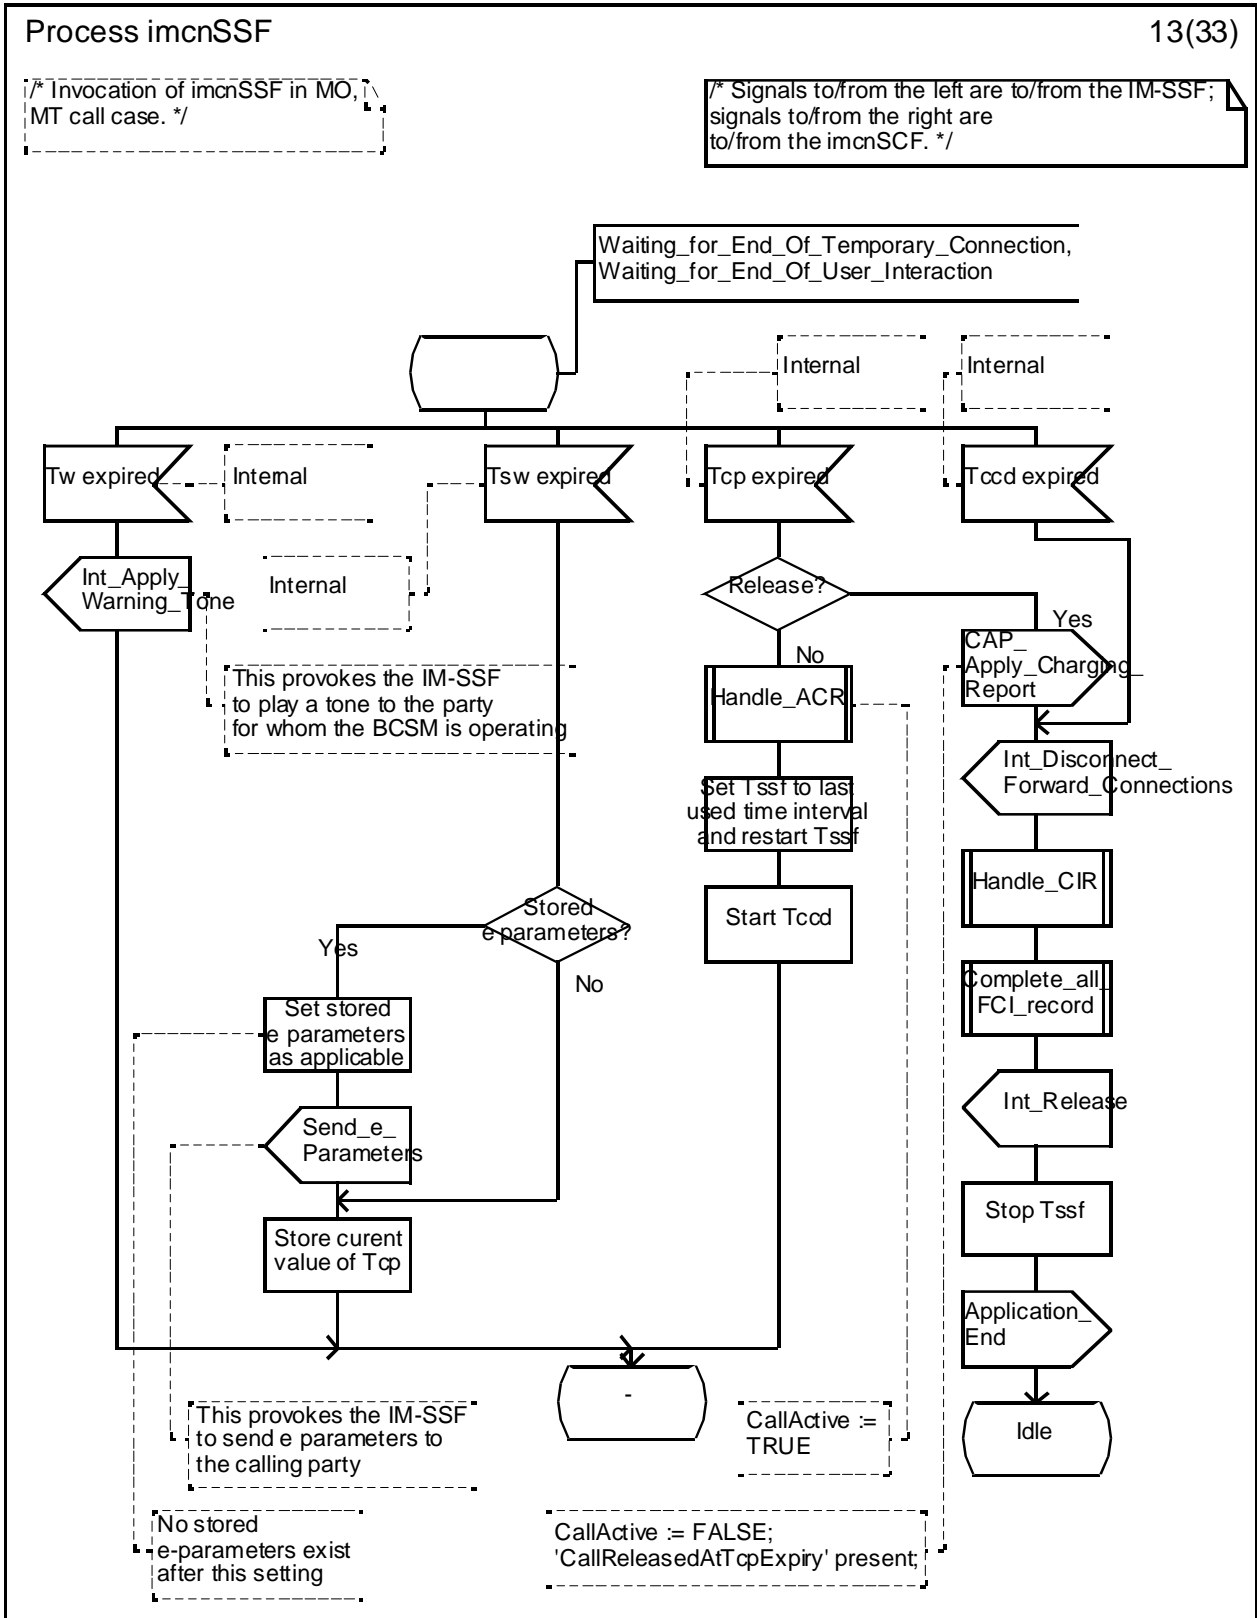 Process imcnSSF
13(33)
/* Invocation of imcnSSF in MO,
MT call case. */
/* Signals to/from the left are to/from the IM-SSF;
signals to/from the right are
to/from the imcnSCF. */
Waiting_for_End_Of_Temporary_Connection,
Waiting_for_End_Of_User_Interaction
Internal
Internal
Tw expired
Internal
Tsw expired
Tcp expired
Tccd expired
Int_Apply_
Warning_Tone
Internal
Release?
Yes
No
CAP_
Apply_Charging_
Report
This provokes the IM-SSF
to play a tone to the party
for whom the BCSM is operating
Handle_ACR
Int_Disconnect_
Forward_Connections
Set Tssf to last
used time interval
and restart Tssf
Handle_CIR
Start Tccd
Stored
e parameters?
Yes
No
Complete_all_
FCI_record
Set stored
e parameters
as applicable
Int_Release
Send_e_
Parameters
Stop Tssf
Store curent
value of Tcp
Application_
End
-
Idle
This provokes the IM-SSF
to send e parameters to
the calling party
CallActive :=
TRUE
No stored
e-parameters exist
after this setting
CallActive := FALSE;
'CallReleasedAtTcpExpiry' present;